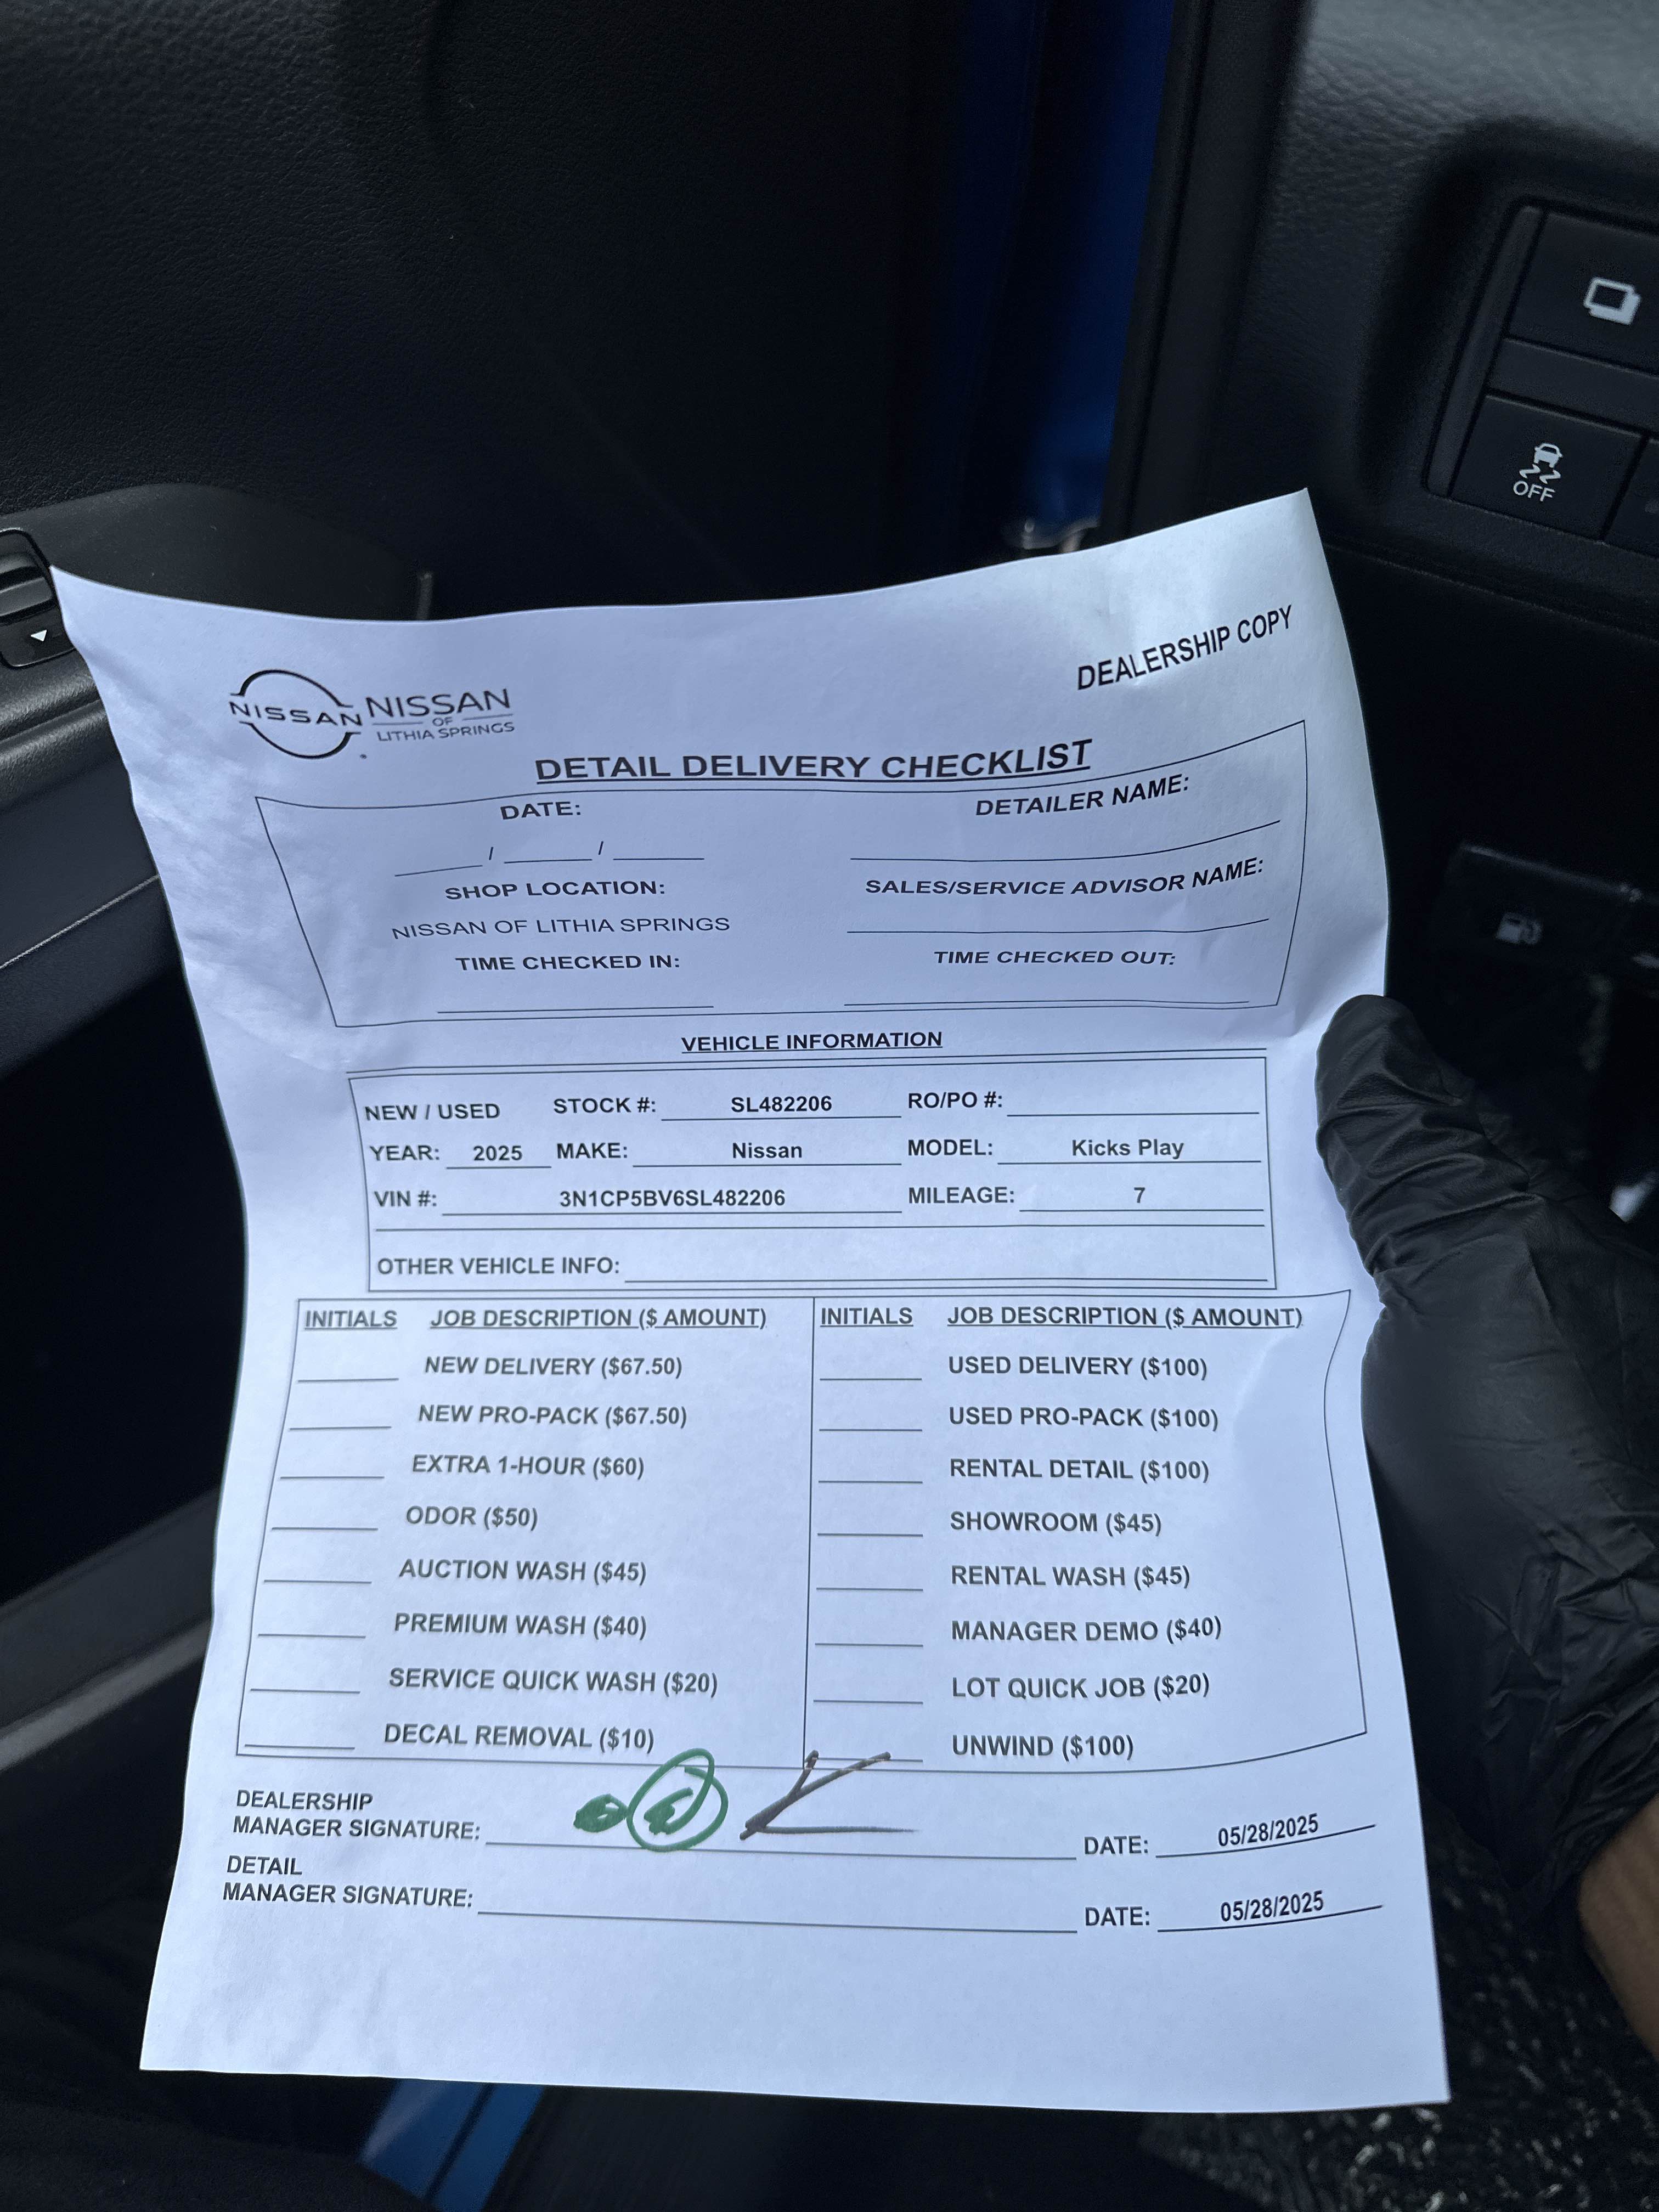 OFF
DEALERSHIP COPY
NISSAN NISSAN
OF
LITHIA SPRINGS
DETAIL DELIVERY CHECKLIST
DATE: DETAILER NAME:
/ /
SHOP LOCATION: SALES/SERVICE ADVISOR NAME:
NISSAN OF LITHIA SPRINGS
TIME CHECKED IN: TIME CHECKED OUT:
VEHICLE INFORMATION
NEW / USED STOCK #: SL482206 RO/PO #:
YEAR: 2025 MAKE: Nissan MODEL: Kicks Play
VIN #: 3N1CP5BV6SL482206 MILEAGE: 7
OTHER VEHICLE INFO:
INITIALS JOB DESCRIPTION ($ AMOUNT) INITIALS JOB DESCRIPTION ($ AMOUNT)
NEW DELIVERY ($67.50) USED DELIVERY ($100)
NEW PRO-PACK ($67.50) USED PRO-PACK ($100)
EXTRA 1-HOUR ($60) RENTAL DETAIL ($100)
ODOR ($50) SHOWROOM ($45)
AUCTION WASH ($45) RENTAL WASH ($45)
PREMIUM WASH ($40) MANAGER DEMO ($40)
SERVICE QUICK WASH ($20) LOT QUICK JOB ($20)
DECAL REMOVAL ($10) UNWIND ($100)
DEALERSHIP
MANAGER SIGNATURE: DATE: 05/28/2025
DETAIL
MANAGER SIGNATURE: DATE: 05/28/2025